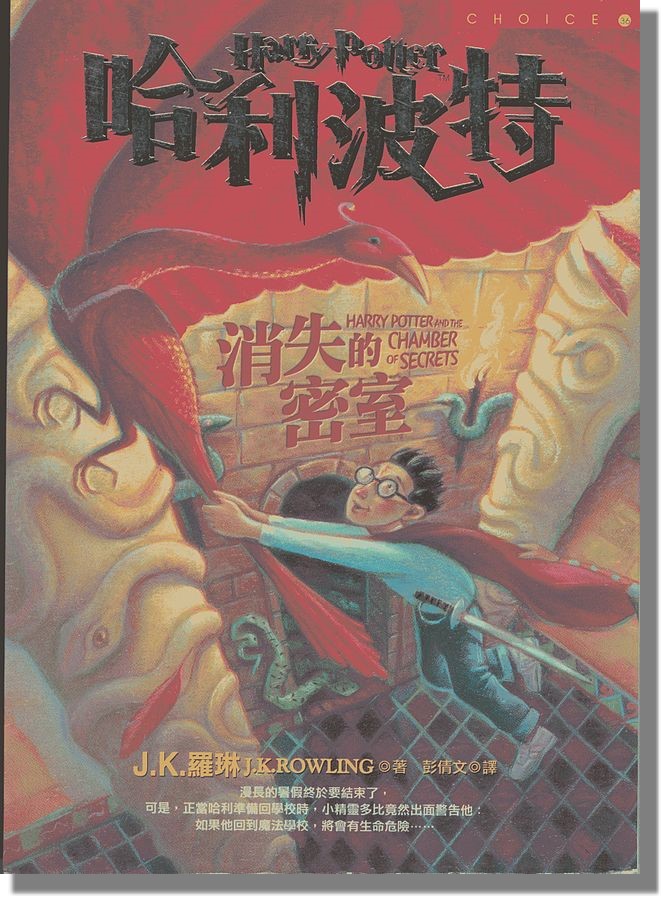 CHOICE 36
Harry Potter™
哈利波特
消失的
密室
HARRY POTTER AND THE
CHAMBER
OF SECRETS
J.K.羅琳 J.K.ROWLING ◎著 彭倩文◎譯
漫長的暑假終於要結束了，
可是，正當哈利準備回學校時，小精靈多比竟然出面警告他：
如果他回到魔法學校，將會有生命危險⋯⋯